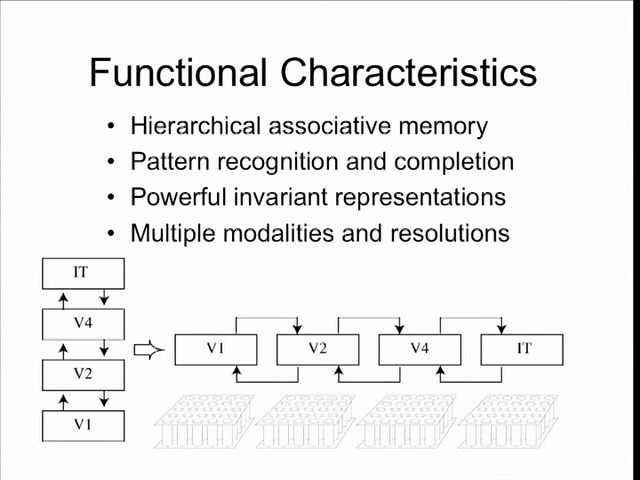 Functional Characteristics
• Hierarchical associative memory
• Pattern recognition and completion
• Powerful invariant representations
• Multiple modalities and resolutions
IT
V4
V2
V1
V1 V2 V4 IT